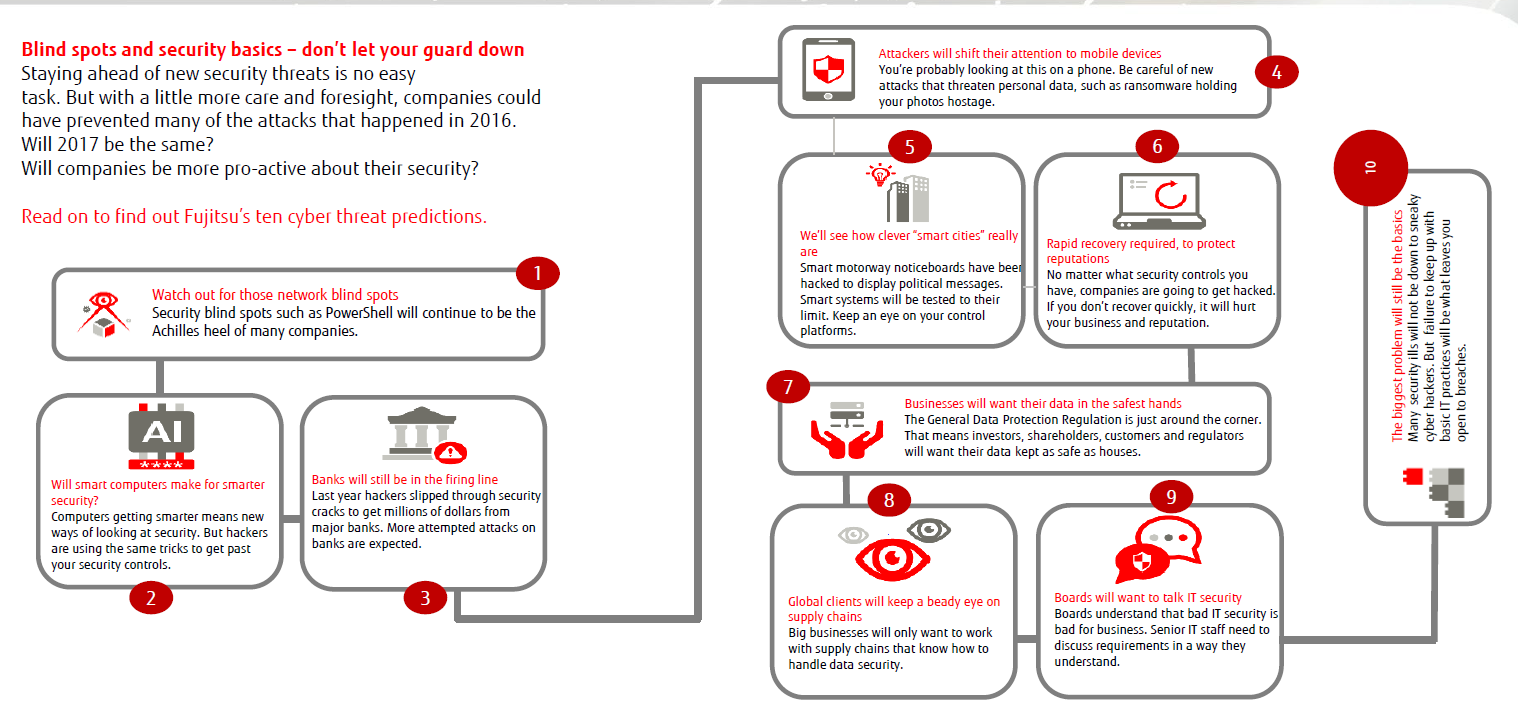 Blind spots and security basics – don't let your guard down
Staying ahead of new security threats is no easy
task. But with a little more care and foresight, companies could
have prevented many of the attacks that happened in 2016.
Will 2017 be the same?
Will companies be more pro-active about their security?
Read on to find out Fujitsu's ten cyber threat predictions.
1
Watch out for those network blind spots
Security blind spots such as PowerShell will continue to be the
Achilles heel of many companies.
AI
****
Will smart computers make for smarter
security?
Computers getting smarter means new
ways of looking at security. But hackers
are using the same tricks to get past
your security controls.
2
Banks will still be in the firing line
Last year hackers slipped through security
cracks to get millions of dollars from
major banks. More attempted attacks on
banks are expected.
3
Attackers will shift their attention to mobile devices
You're probably looking at this on a phone. Be careful of new
attacks that threaten personal data, such as ransomware holding
your photos hostage.
4
5
We'll see how clever "smart cities" really
are
Smart motorway noticeboards have been
hacked to display political messages.
Smart systems will be tested to their
limit. Keep an eye on your control
platforms.
6
Rapid recovery required, to protect
reputations
No matter what security controls you
have, companies are going to get hacked.
If you don't recover quickly, it will hurt
your business and reputation.
7
Businesses will want their data in the safest hands
The General Data Protection Regulation is just around the corner.
That means investors, shareholders, customers and regulators
will want their data kept as safe as houses.
8
Global clients will keep a beady eye on
supply chains
Big businesses will only want to work
with supply chains that know how to
handle data security.
9
Boards will want to talk IT security
Boards understand that bad IT security is
bad for business. Senior IT staff need to
discuss requirements in a way they
understand.
10
The biggest problem will still be the basics
Many security ills will not be down to sneaky
cyber hackers. But failure to keep up with
basic IT practices will be what leaves you
open to breaches.